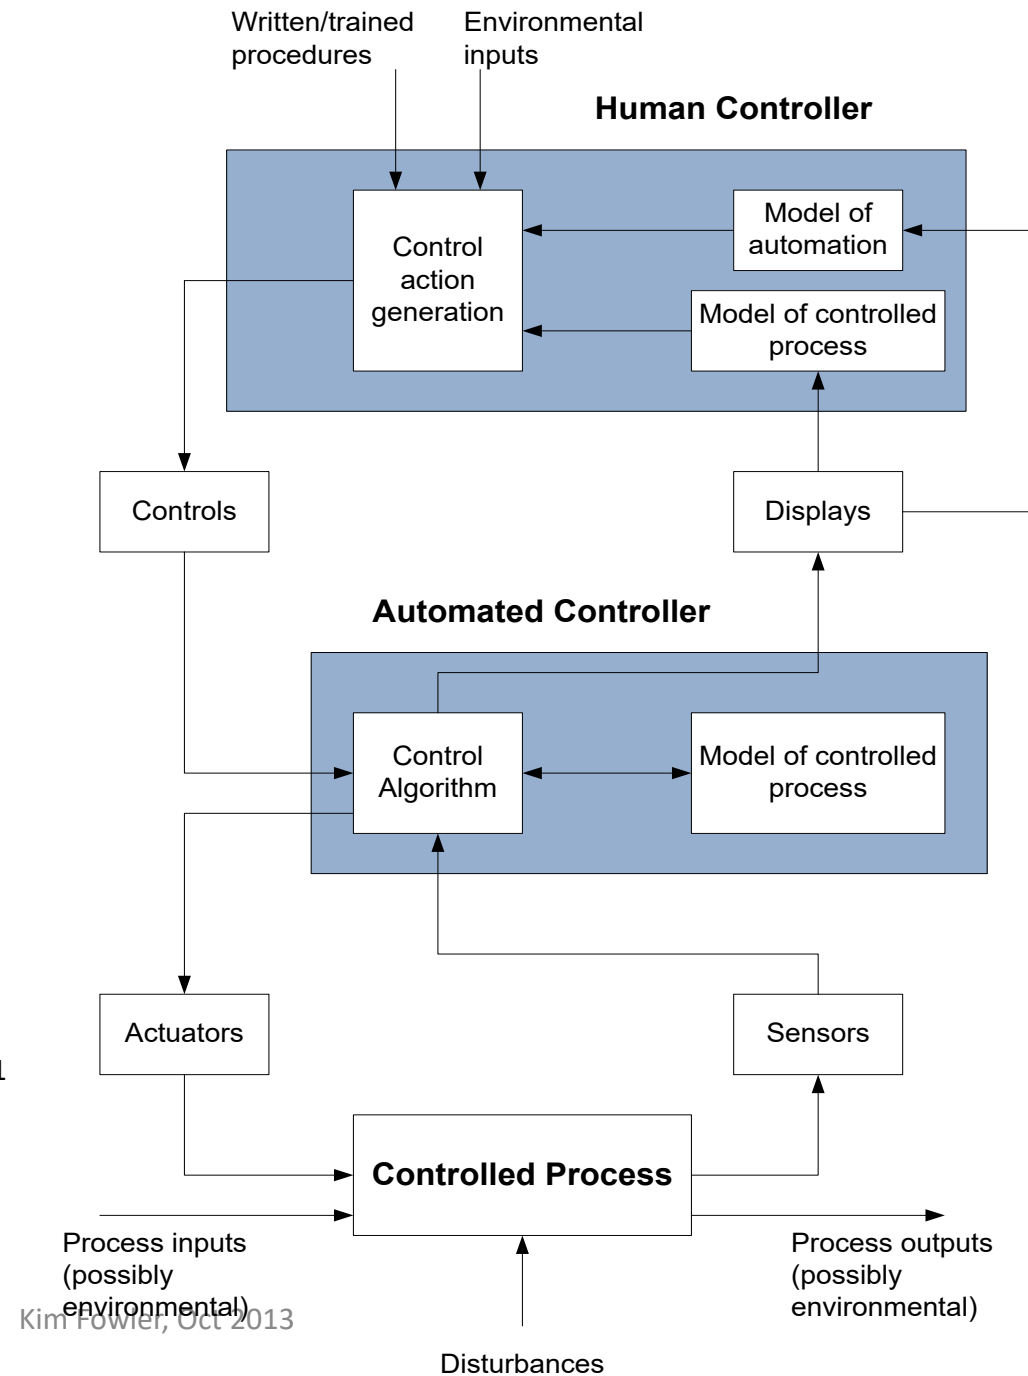 Written/trained
procedures
Environmental
inputs
Human Controller
Control
action
generation
Model of
automation
Model of controlled
process
Controls
Displays
Automated Controller
Control
Algorithm
Model of controlled
process
Actuators
Sensors
1
Controlled Process
Process inputs
(possibly
environmental)
Process outputs
(possibly
environmental)
Kim Fowler, Oct 2013
Disturbances